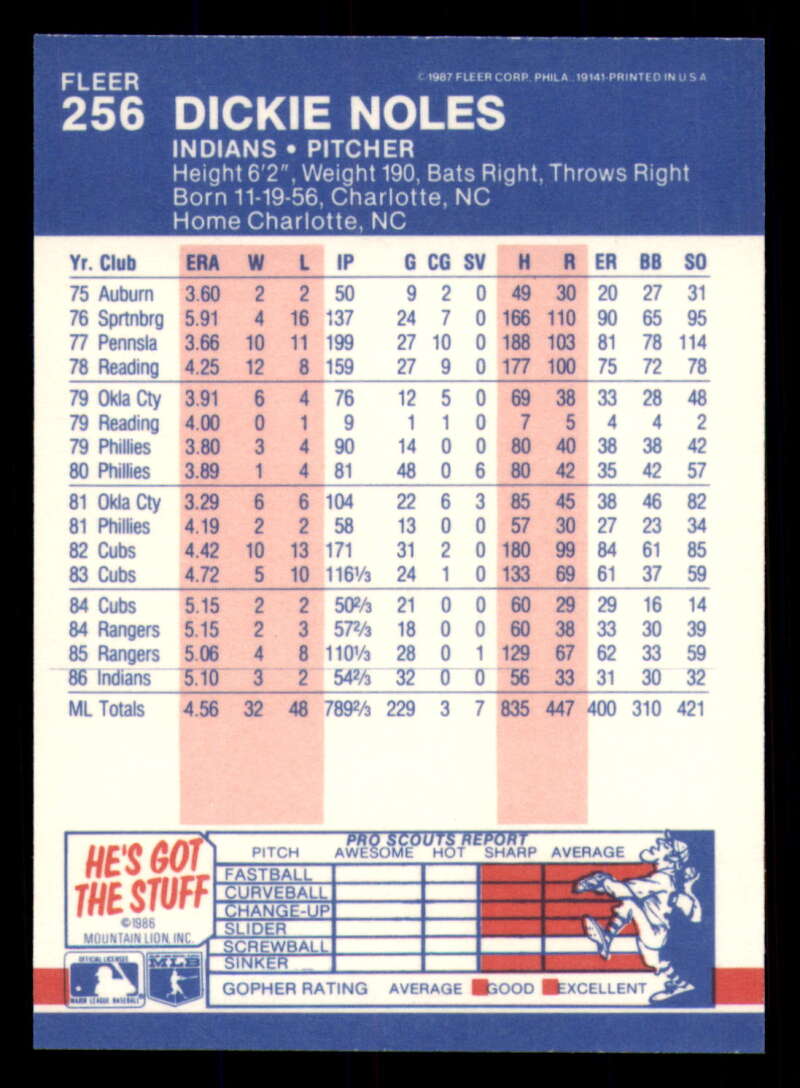 FLEER
256 DICKIE NOLES
©1987 FLEER CORP. PHILA., 19141-PRINTED IN U S A
INDIANS • PITCHER
Height 6'2", Weight 190, Bats Right, Throws Right
Born 11-19-56, Charlotte, NC
Home Charlotte, NC
Yr. Club ERA W L IP G CG SV H R ER BB SO
75 Auburn 3.60 2 2 50 9 2 0 49 30 20 27 31
76 Sprtnbrg 5.91 4 16 137 24 7 0 166 110 90 65 95
77 Pennsla 3.66 10 11 199 27 10 0 188 103 81 78 114
78 Reading 4.25 12 8 159 27 9 0 177 100 75 72 78
79 Okla Cty 3.91 6 4 76 12 5 0 69 38 33 28 48
79 Reading 4.00 0 1 9 1 1 0 7 5 4 4 2
79 Phillies 3.80 3 4 90 14 0 0 80 40 38 38 42
80 Phillies 3.89 1 4 81 48 0 6 80 42 35 42 57
81 Okla Cty 3.29 6 6 104 22 6 3 85 45 38 46 82
81 Phillies 4.19 2 2 58 13 0 0 57 30 27 23 34
82 Cubs 4.42 10 13 171 31 2 0 180 99 84 61 85
83 Cubs 4.72 5 10 116⅓ 24 1 0 133 69 61 37 59
84 Cubs 5.15 2 2 50⅔ 21 0 0 60 29 29 16 14
84 Rangers 5.15 2 3 57⅔ 18 0 0 60 38 33 30 39
85 Rangers 5.06 4 8 110⅓ 28 0 1 129 67 62 33 59
86 Indians 5.10 3 2 54⅔ 32 0 0 56 33 31 30 32
ML Totals 4.56 32 48 789⅔ 229 3 7 835 447 400 310 421
HE'S GOT
THE STUFF
©1986
MOUNTAIN LION, INC.
OFFICIAL LICENSEE
MAJOR LEAGUE BASEBALL
MLB
PRO SCOUTS REPORT
PITCH AWESOME HOT SHARP AVERAGE
FASTBALL
CURVEBALL
CHANGE-UP
SLIDER
SCREWBALL
SINKER
GOPHER RATING AVERAGE GOOD EXCELLENT